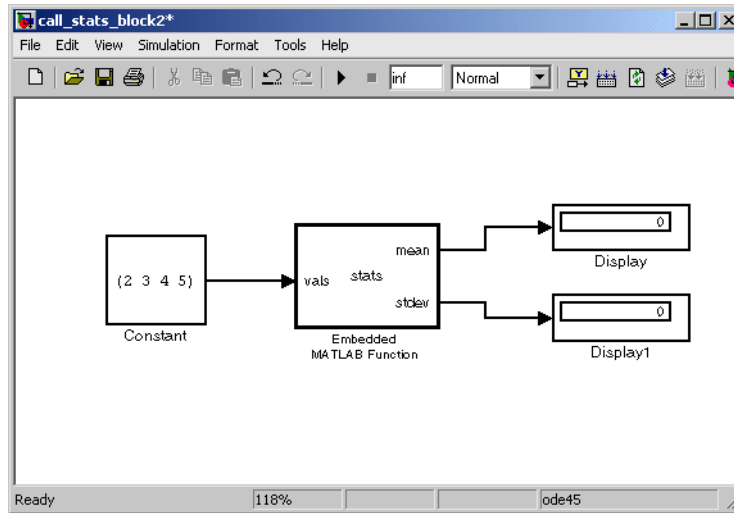 call_stats_block2*
File Edit View Simulation Format Tools Help
inf Normal
(2 3 4 5)
Constant
vals
stats
mean
stdev
Embedded
MATLAB Function
0
Display
0
Display1
Ready 118% ode45